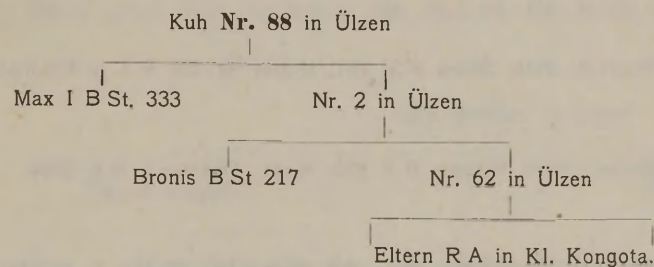 Kuh Nr. 88 in Ülzen
Max I B St. 333 Nr. 2 in Ülzen
Bronis B St 217 Nr. 62 in Ülzen
Eltern R A in Kl. Kongota.